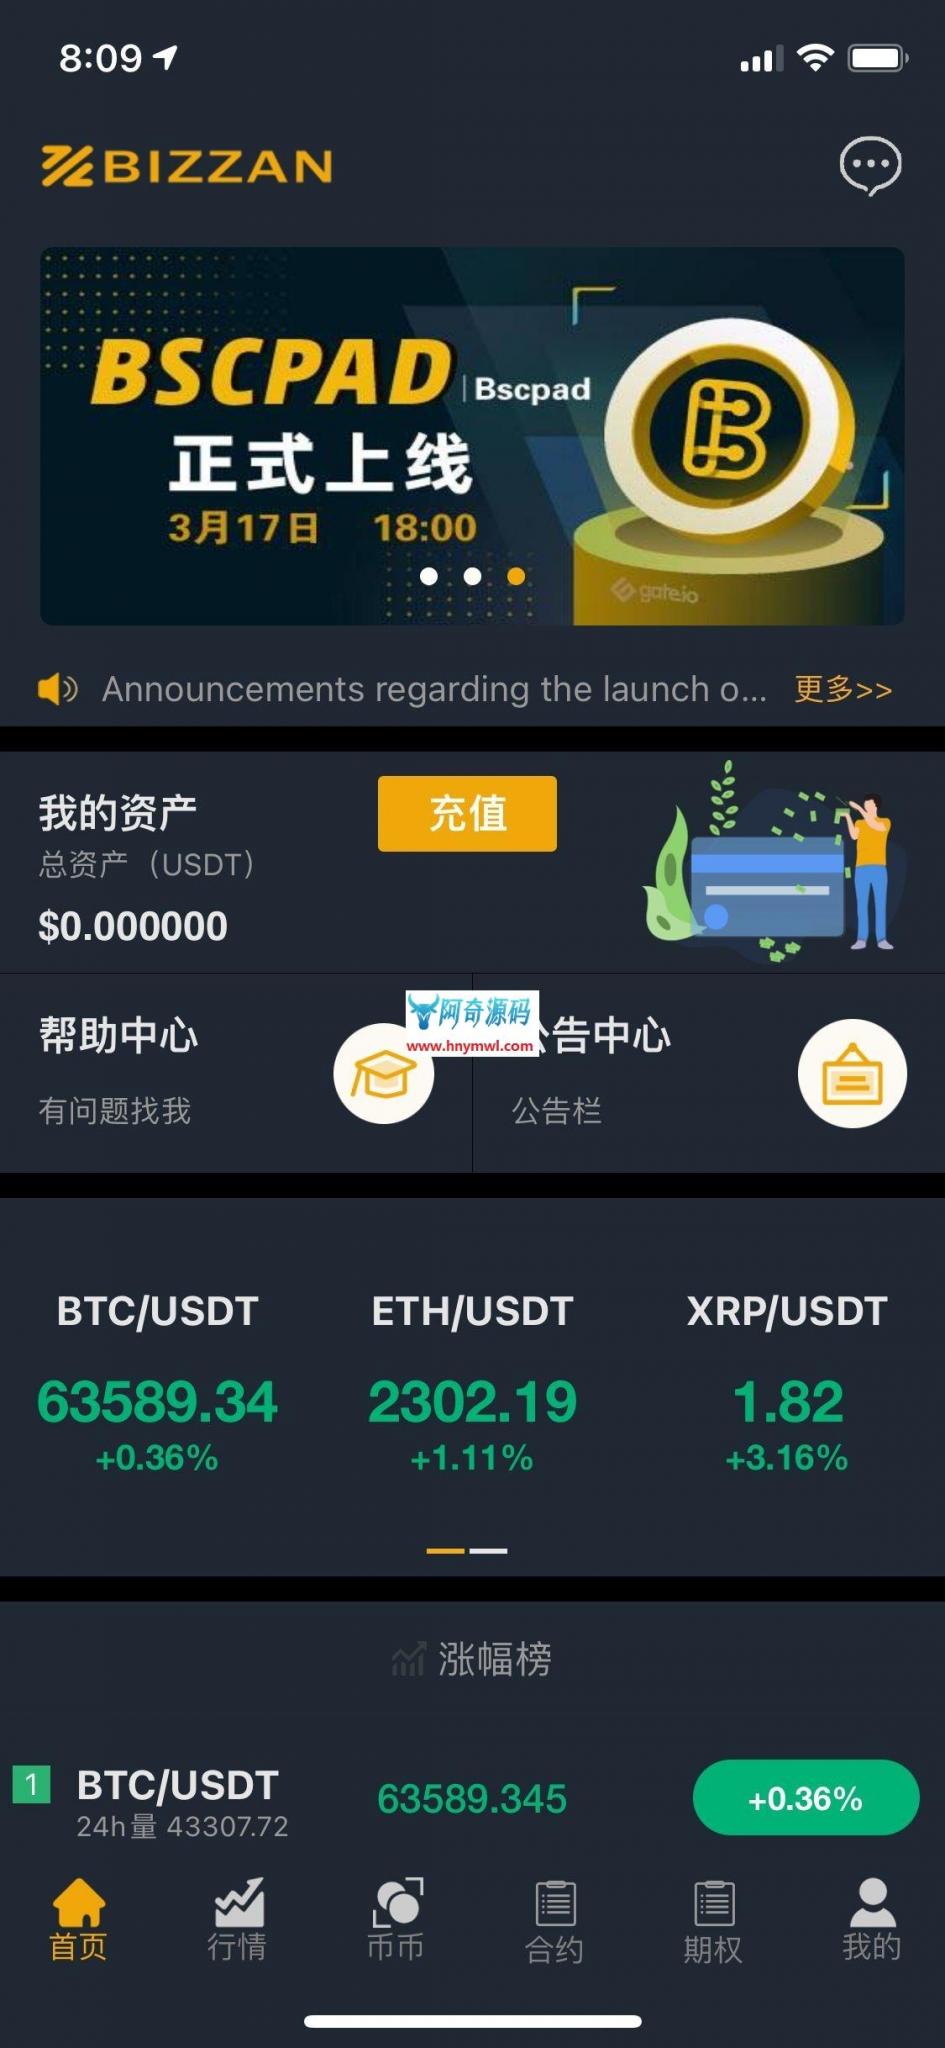 8:09
BIZZAN
BSCPAD | Bscpad
正式上线
3月17日 18:00
gate.io
Announcements regarding the launch o... 更多>>
我的资产
充值
总资产（USDT）
$0.000000
阿奇源码
www.hnymwl.com
帮助中心
告中心
有问题找我
公告栏
BTC/USDT ETH/USDT XRP/USDT
63589.34 2302.19 1.82
+0.36% +1.11% +3.16%
涨幅榜
1 BTC/USDT 63589.345 +0.36%
24h量 43307.72
首页 行情 币币 合约 期权 我的